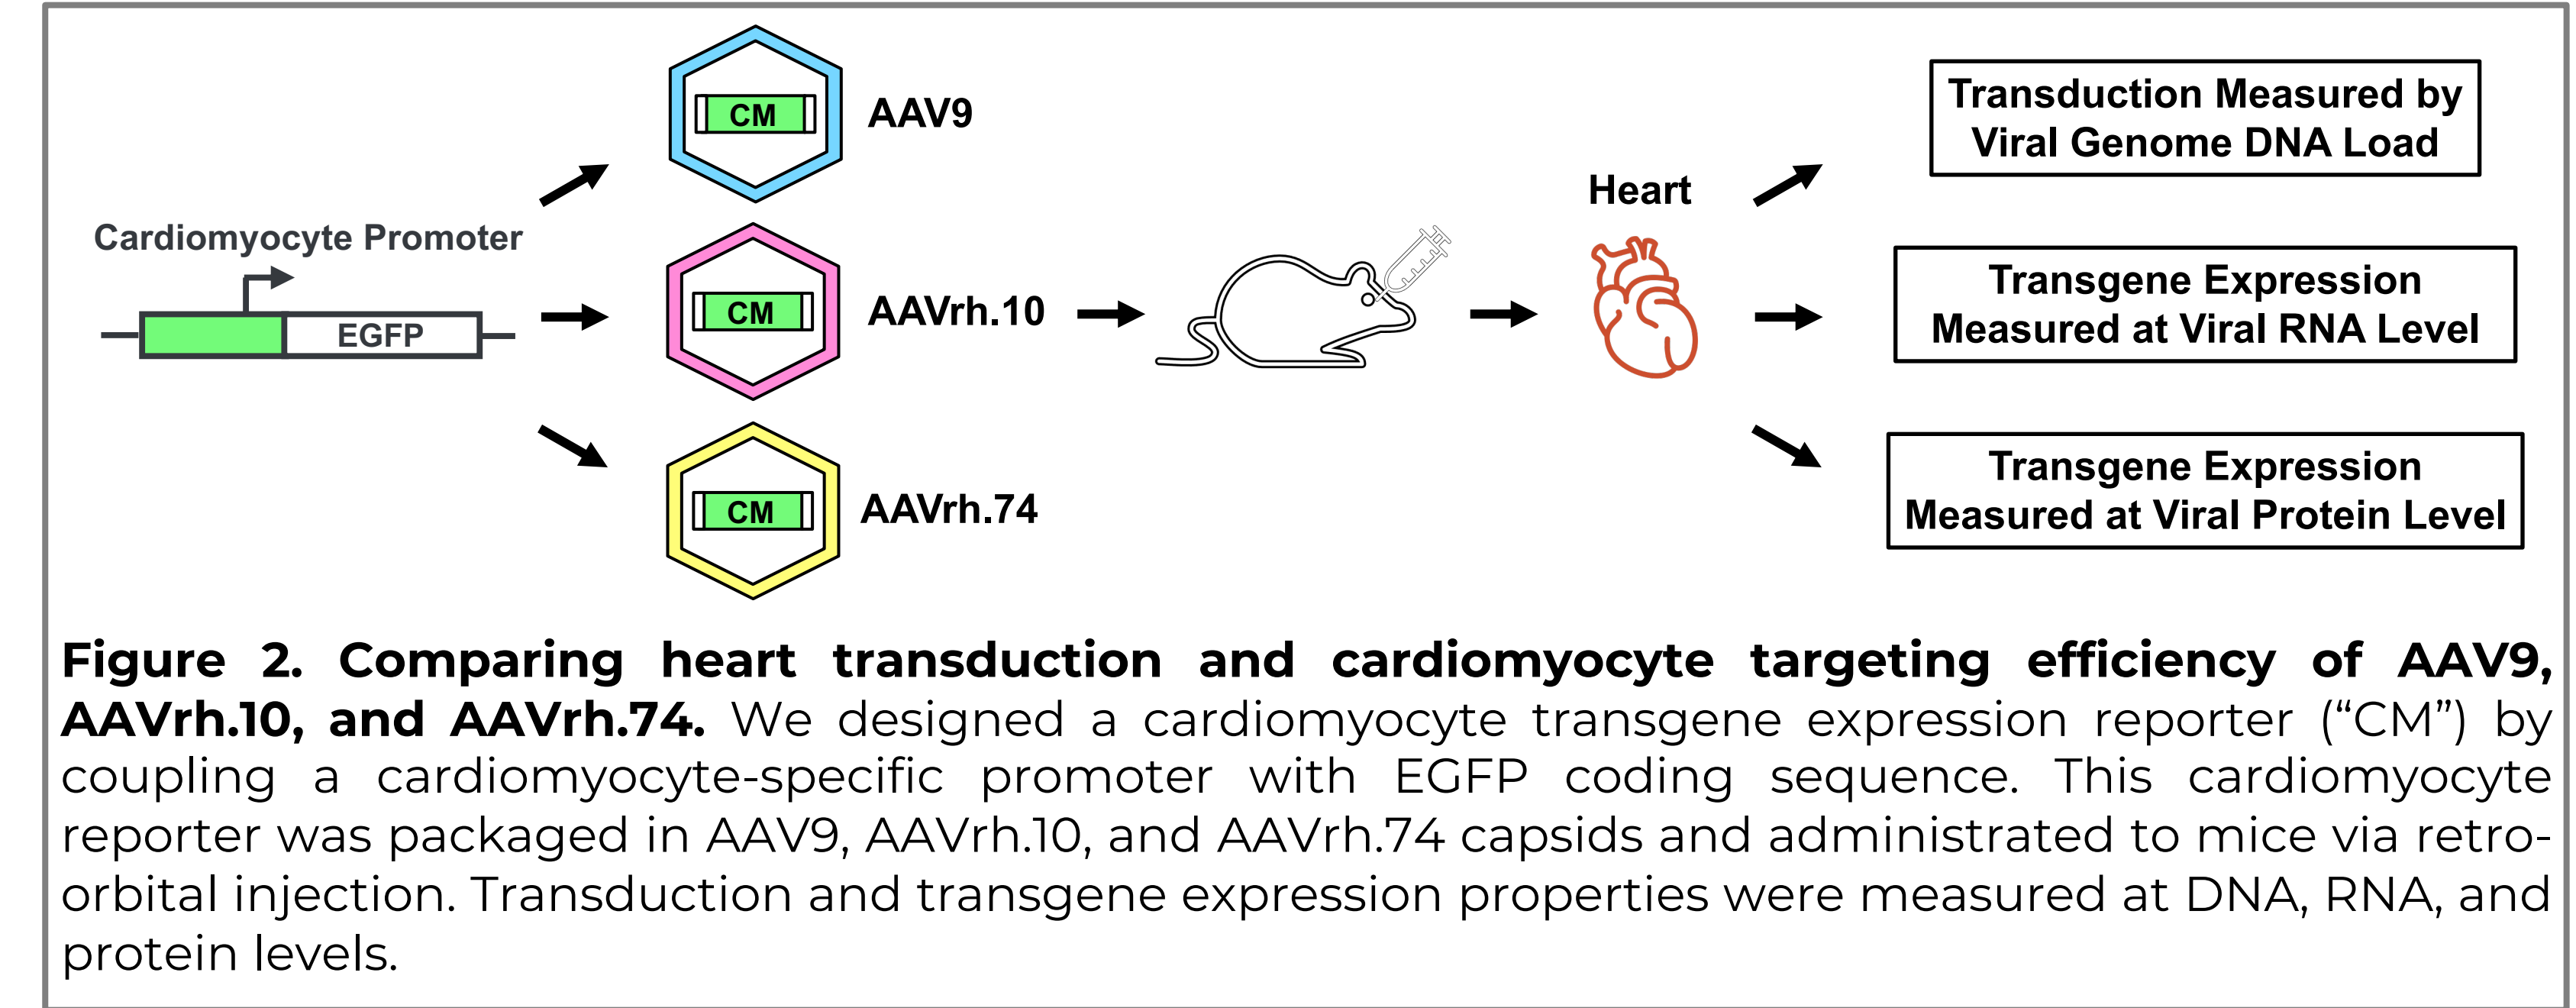 Cardiomyocyte Promoter
EGFP
CM
AAV9
CM
AAVrh.10
CM
AAVrh.74
Heart
Transduction Measured by
Viral Genome DNA Load
Transgene Expression
Measured at Viral RNA Level
Transgene Expression
Measured at Viral Protein Level
Figure 2. Comparing heart transduction and cardiomyocyte targeting efficiency of AAV9,
AAVrh.10, and AAVrh.74. We designed a cardiomyocyte transgene expression reporter (“CM”) by
coupling a cardiomyocyte-specific promoter with EGFP coding sequence. This cardiomyocyte
reporter was packaged in AAV9, AAVrh.10, and AAVrh.74 capsids and administrated to mice via retro-
orbital injection. Transduction and transgene expression properties were measured at DNA, RNA, and
protein levels.